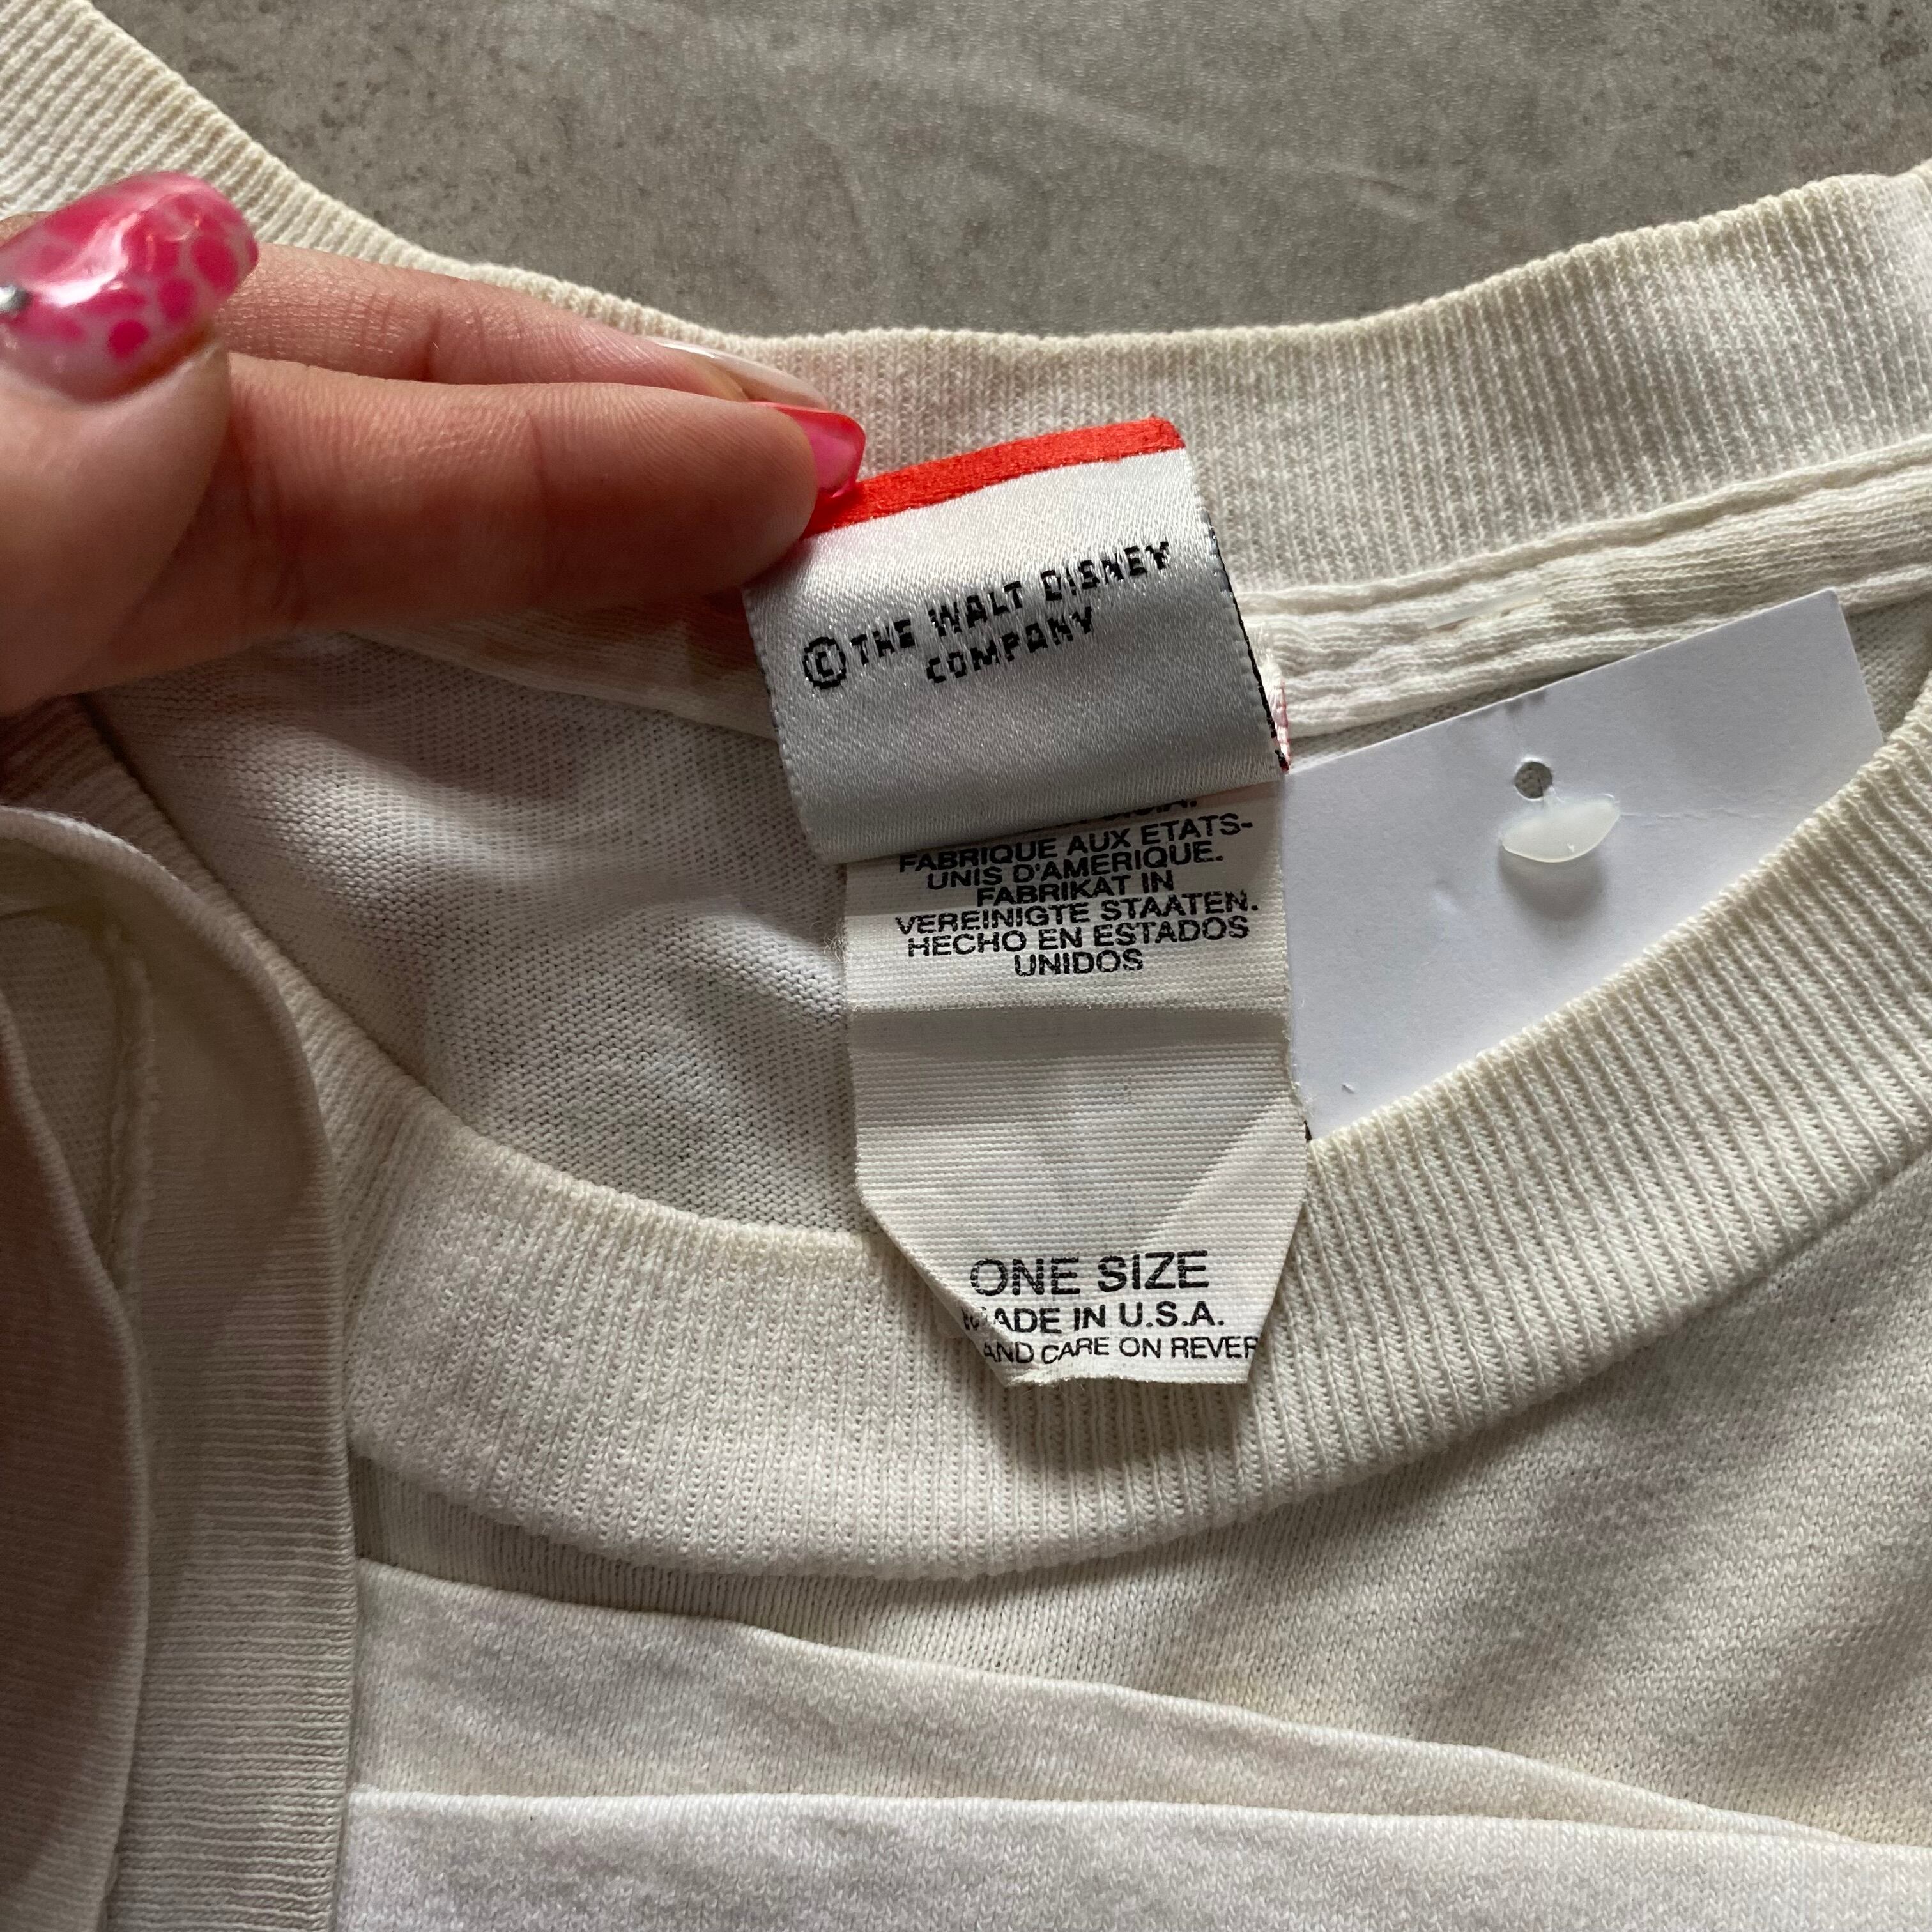 ©THE WALT DISNEY
COMPANY
FABRIQUE AUX ETATS-
UNIS D'AMERIQUE.
FABRIKAT IN
VEREINIGTE STAATEN.
HECHO EN ESTADOS
UNIDOS
ONE SIZE
MADE IN U.S.A.
AND CARE ON REVER